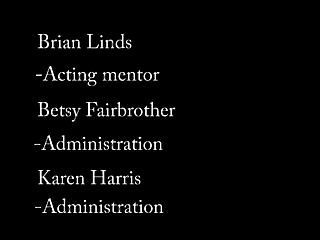 Brian Linds
-Acting mentor
Betsy Fairbrother
-Administration
Karen Harris
-Administration